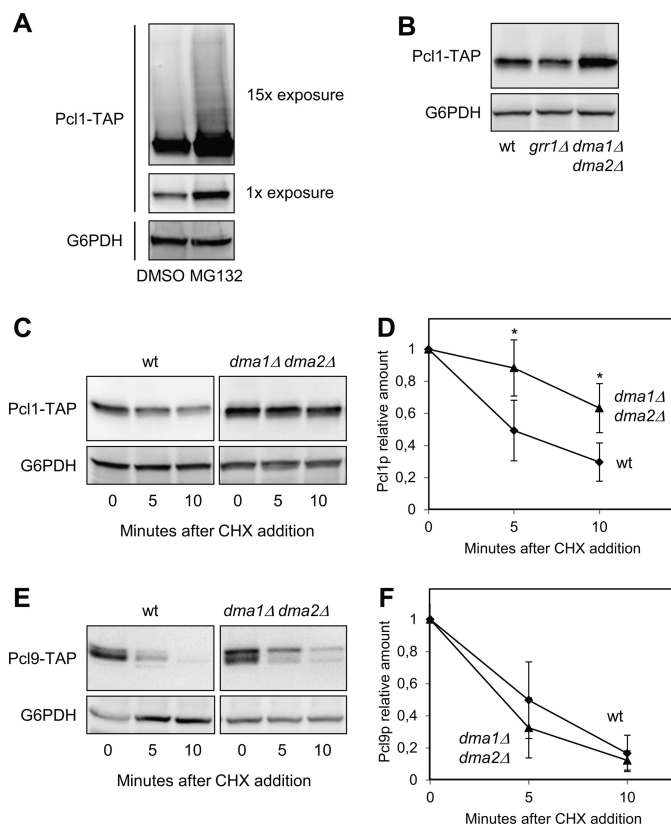 A
Pcl1-TAP
15x exposure
1x exposure
G6PDH
DMSO MG132
B
Pcl1-TAP
G6PDH
wt grr1Δ dma1Δ
dma2Δ
C
wt dma1Δ dma2Δ
Pcl1-TAP
G6PDH
0 5 10 0 5 10
Minutes after CHX addition
D
Pcl1p relative amount
1
0,8
0,6
0,4
0,2
0
* *
dma1Δ
dma2Δ
wt
0 5 10
Minutes after CHX addition
E
wt dma1Δ dma2Δ
Pcl9-TAP
G6PDH
0 5 10 0 5 10
Minutes after CHX addition
F
Pcl9p relative amount
1
0,8
0,6
0,4
0,2
0
wt
dma1Δ
dma2Δ
0 5 10
Minutes after CHX addition